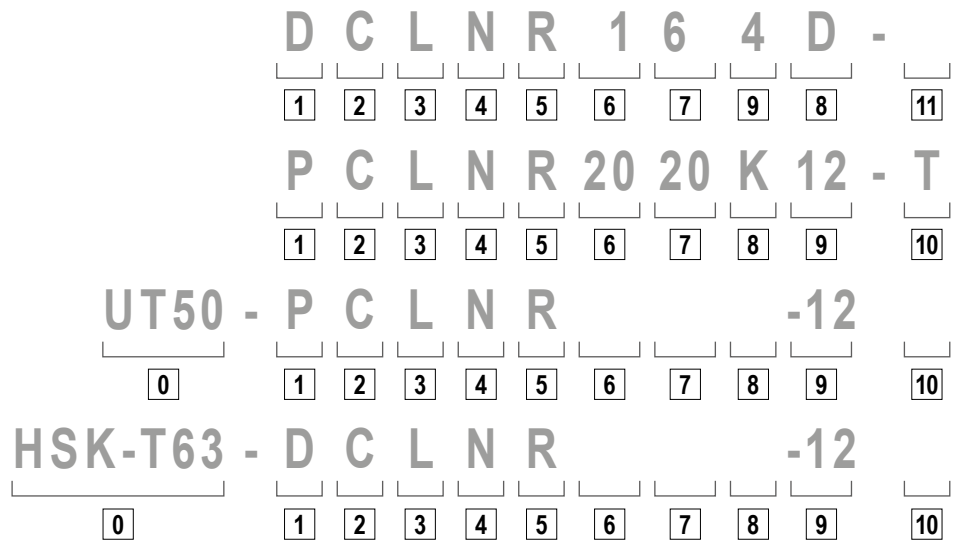 D C L N R 1 6 4 D -
1 2 3 4 5 6 7 9 8 11
P C L N R 20 20 K 12 - T
1 2 3 4 5 6 7 8 9 10
UT50 - P C L N R -12
0 1 2 3 4 5 6 7 8 9 10
HSK-T63 - D C L N R -12
0 1 2 3 4 5 6 7 8 9 10